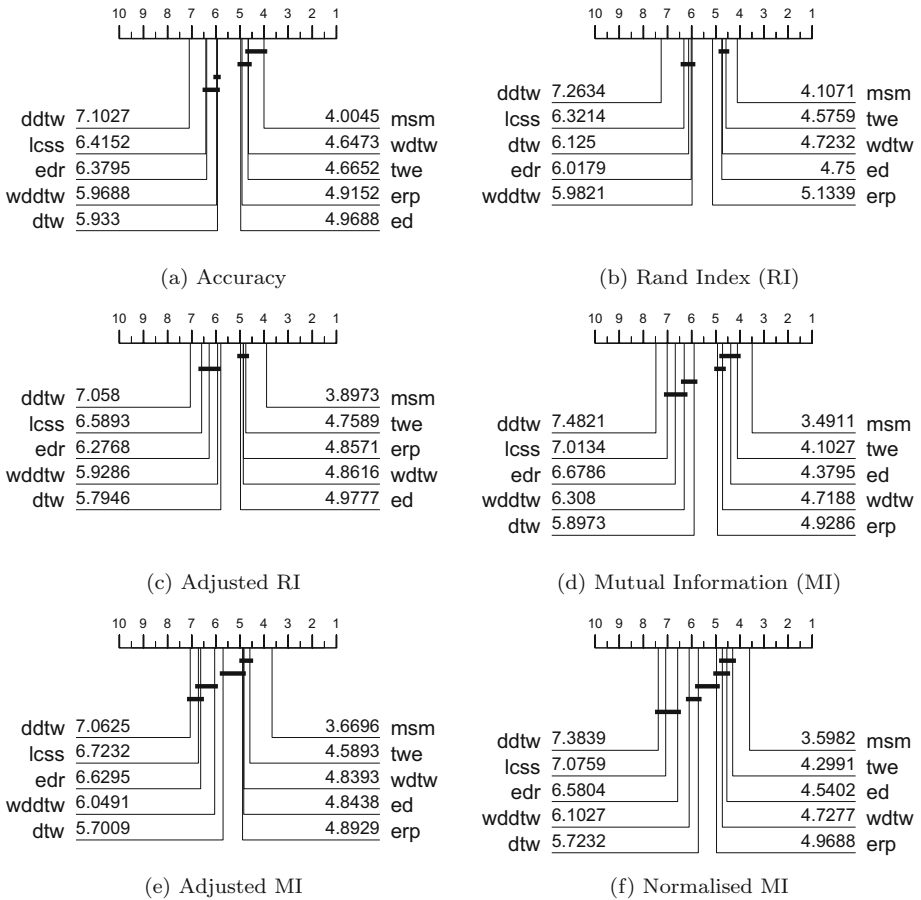 10 9 8 7 6 5 4 3 2 1
ddtw 7.1027 4.0045 msm
lcss 6.4152 4.6473 wdtw
edr 6.3795 4.6652 twe
wddtw 5.9688 4.9152 erp
dtw 5.933 4.9688 ed
(a) Accuracy
10 9 8 7 6 5 4 3 2 1
ddtw 7.2634 4.1071 msm
lcss 6.3214 4.5759 twe
dtw 6.125 4.7232 wdtw
edr 6.0179 4.75 ed
wddtw 5.9821 5.1339 erp
(b) Rand Index (RI)
10 9 8 7 6 5 4 3 2 1
ddtw 7.058 3.8973 msm
lcss 6.5893 4.7589 twe
edr 6.2768 4.8571 erp
wddtw 5.9286 4.8616 wdtw
dtw 5.7946 4.9777 ed
(c) Adjusted RI
10 9 8 7 6 5 4 3 2 1
ddtw 7.4821 3.4911 msm
lcss 7.0134 4.1027 twe
edr 6.6786 4.3795 ed
wddtw 6.308 4.7188 wdtw
dtw 5.8973 4.9286 erp
(d) Mutual Information (MI)
10 9 8 7 6 5 4 3 2 1
ddtw 7.0625 3.6696 msm
lcss 6.7232 4.5893 twe
edr 6.6295 4.8393 wdtw
wddtw 6.0491 4.8438 ed
dtw 5.7009 4.8929 erp
(e) Adjusted MI
10 9 8 7 6 5 4 3 2 1
ddtw 7.3839 3.5982 msm
lcss 7.0759 4.2991 twe
edr 6.5804 4.5402 ed
wddtw 6.1027 4.7277 wdtw
dtw 5.7232 4.9688 erp
(f) Normalised MI